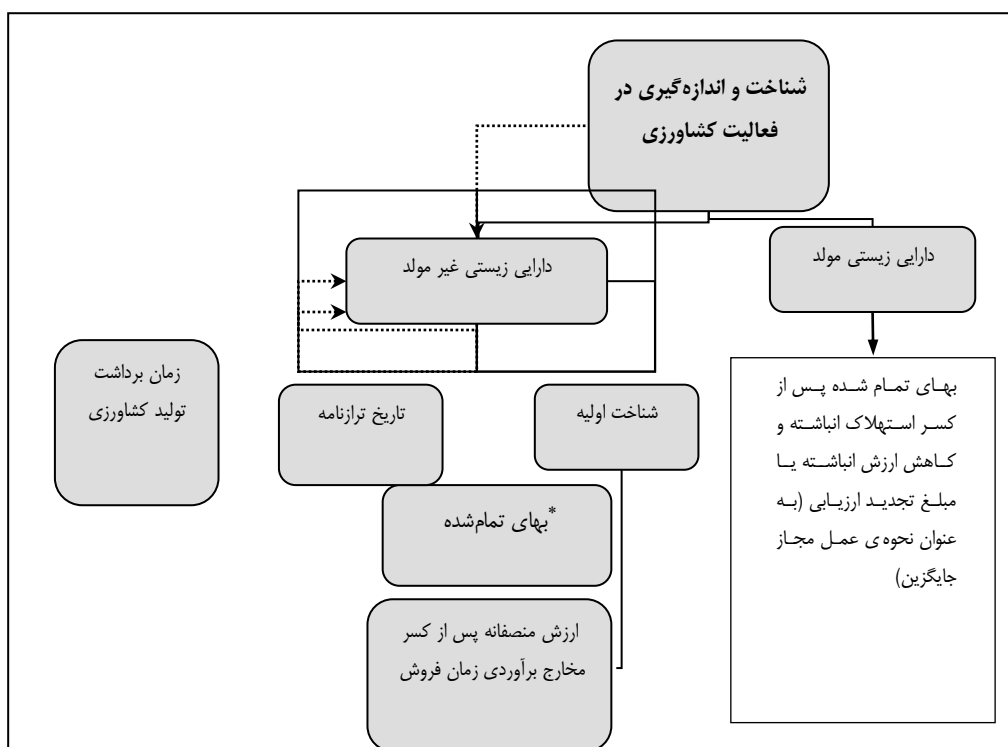 شناخت و اندازه‌گیری در
فعالیت کشاورزی
دارایی زیستی مولد
دارایی زیستی غیر مولد
بهای تمام شده پس از
کسر استهلاک انباشته و
کاهش ارزش انباشته یا
مبلغ تجدید ارزیابی (به
عنوان نحوه ی عمل مجاز
جایگزین)
شناخت اولیه
تاریخ ترازنامه
زمان برداشت
تولید کشاورزی
*بهای تمام‌شده
ارزش منصفانه پس از کسر
مخارج برآوردی زمان فروش